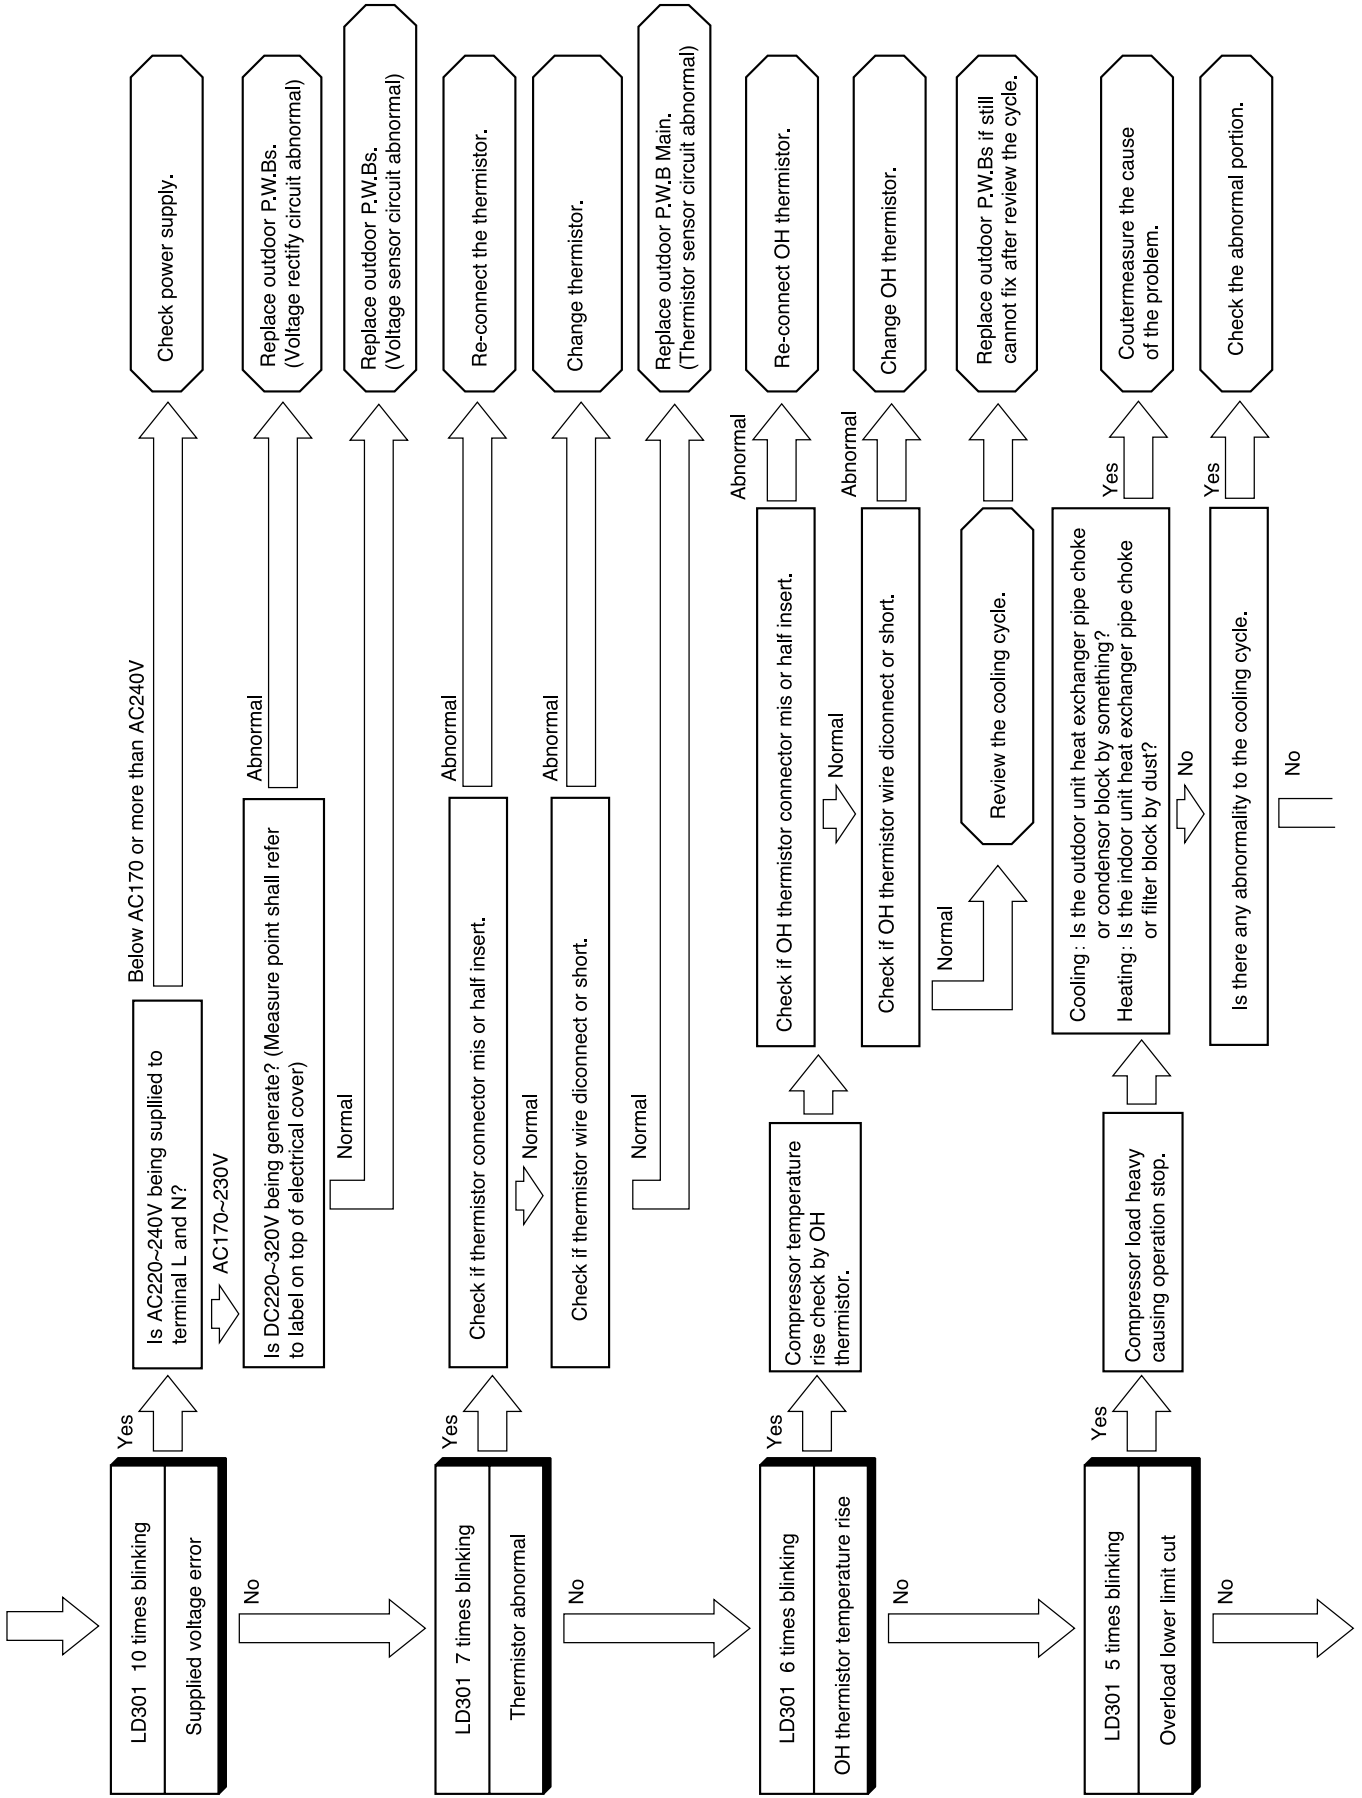 LD301  10 times blinking
Supplied voltage error
Yes
Is AC220~240V being supllied to
terminal L and N?
Below AC170 or more than AC240V
Check power supply.
AC170~230V
Is DC220~320V being generate? (Measure point shall refer
to label on top of electrical cover)
Abnormal
Replace outdoor P.W.Bs.
(Voltage rectify circuit abnormal)
Normal
Replace outdoor P.W.Bs.
(Voltage sensor circuit abnormal)
No
LD301  7 times blinking
Thermistor abnormal
Yes
Check if thermistor connector mis or half insert.
Abnormal
Re-connect the thermistor.
Normal
Check if thermistor wire diconnect or short.
Abnormal
Change thermistor.
Normal
Replace outdoor P.W.B Main.
(Thermistor sensor circuit abnormal)
No
LD301  6 times blinking
OH thermistor temperature rise
Yes
Compressor temperature
rise check by OH
thermistor.
Check if OH thermistor connector mis or half insert.
Abnormal
Re-connect OH thermistor.
Normal
Check if OH thermistor wire diconnect or short.
Abnormal
Change OH thermistor.
Normal
Review the cooling cycle.
Replace outdoor P.W.Bs if still
cannot fix after review the cycle.
No
LD301  5 times blinking
Overload lower limit cut
Yes
Compressor load heavy
causing operation stop.
Cooling : Is the outdoor unit heat exchanger pipe choke
or condensor block by something?
Heating : Is the indoor unit heat exchanger pipe choke
or filter block by dust?
Yes
Coutermeasure the cause
of the problem.
No
Is there any abnormality to the cooling cycle.
Yes
Check the abnormal portion.
No
No